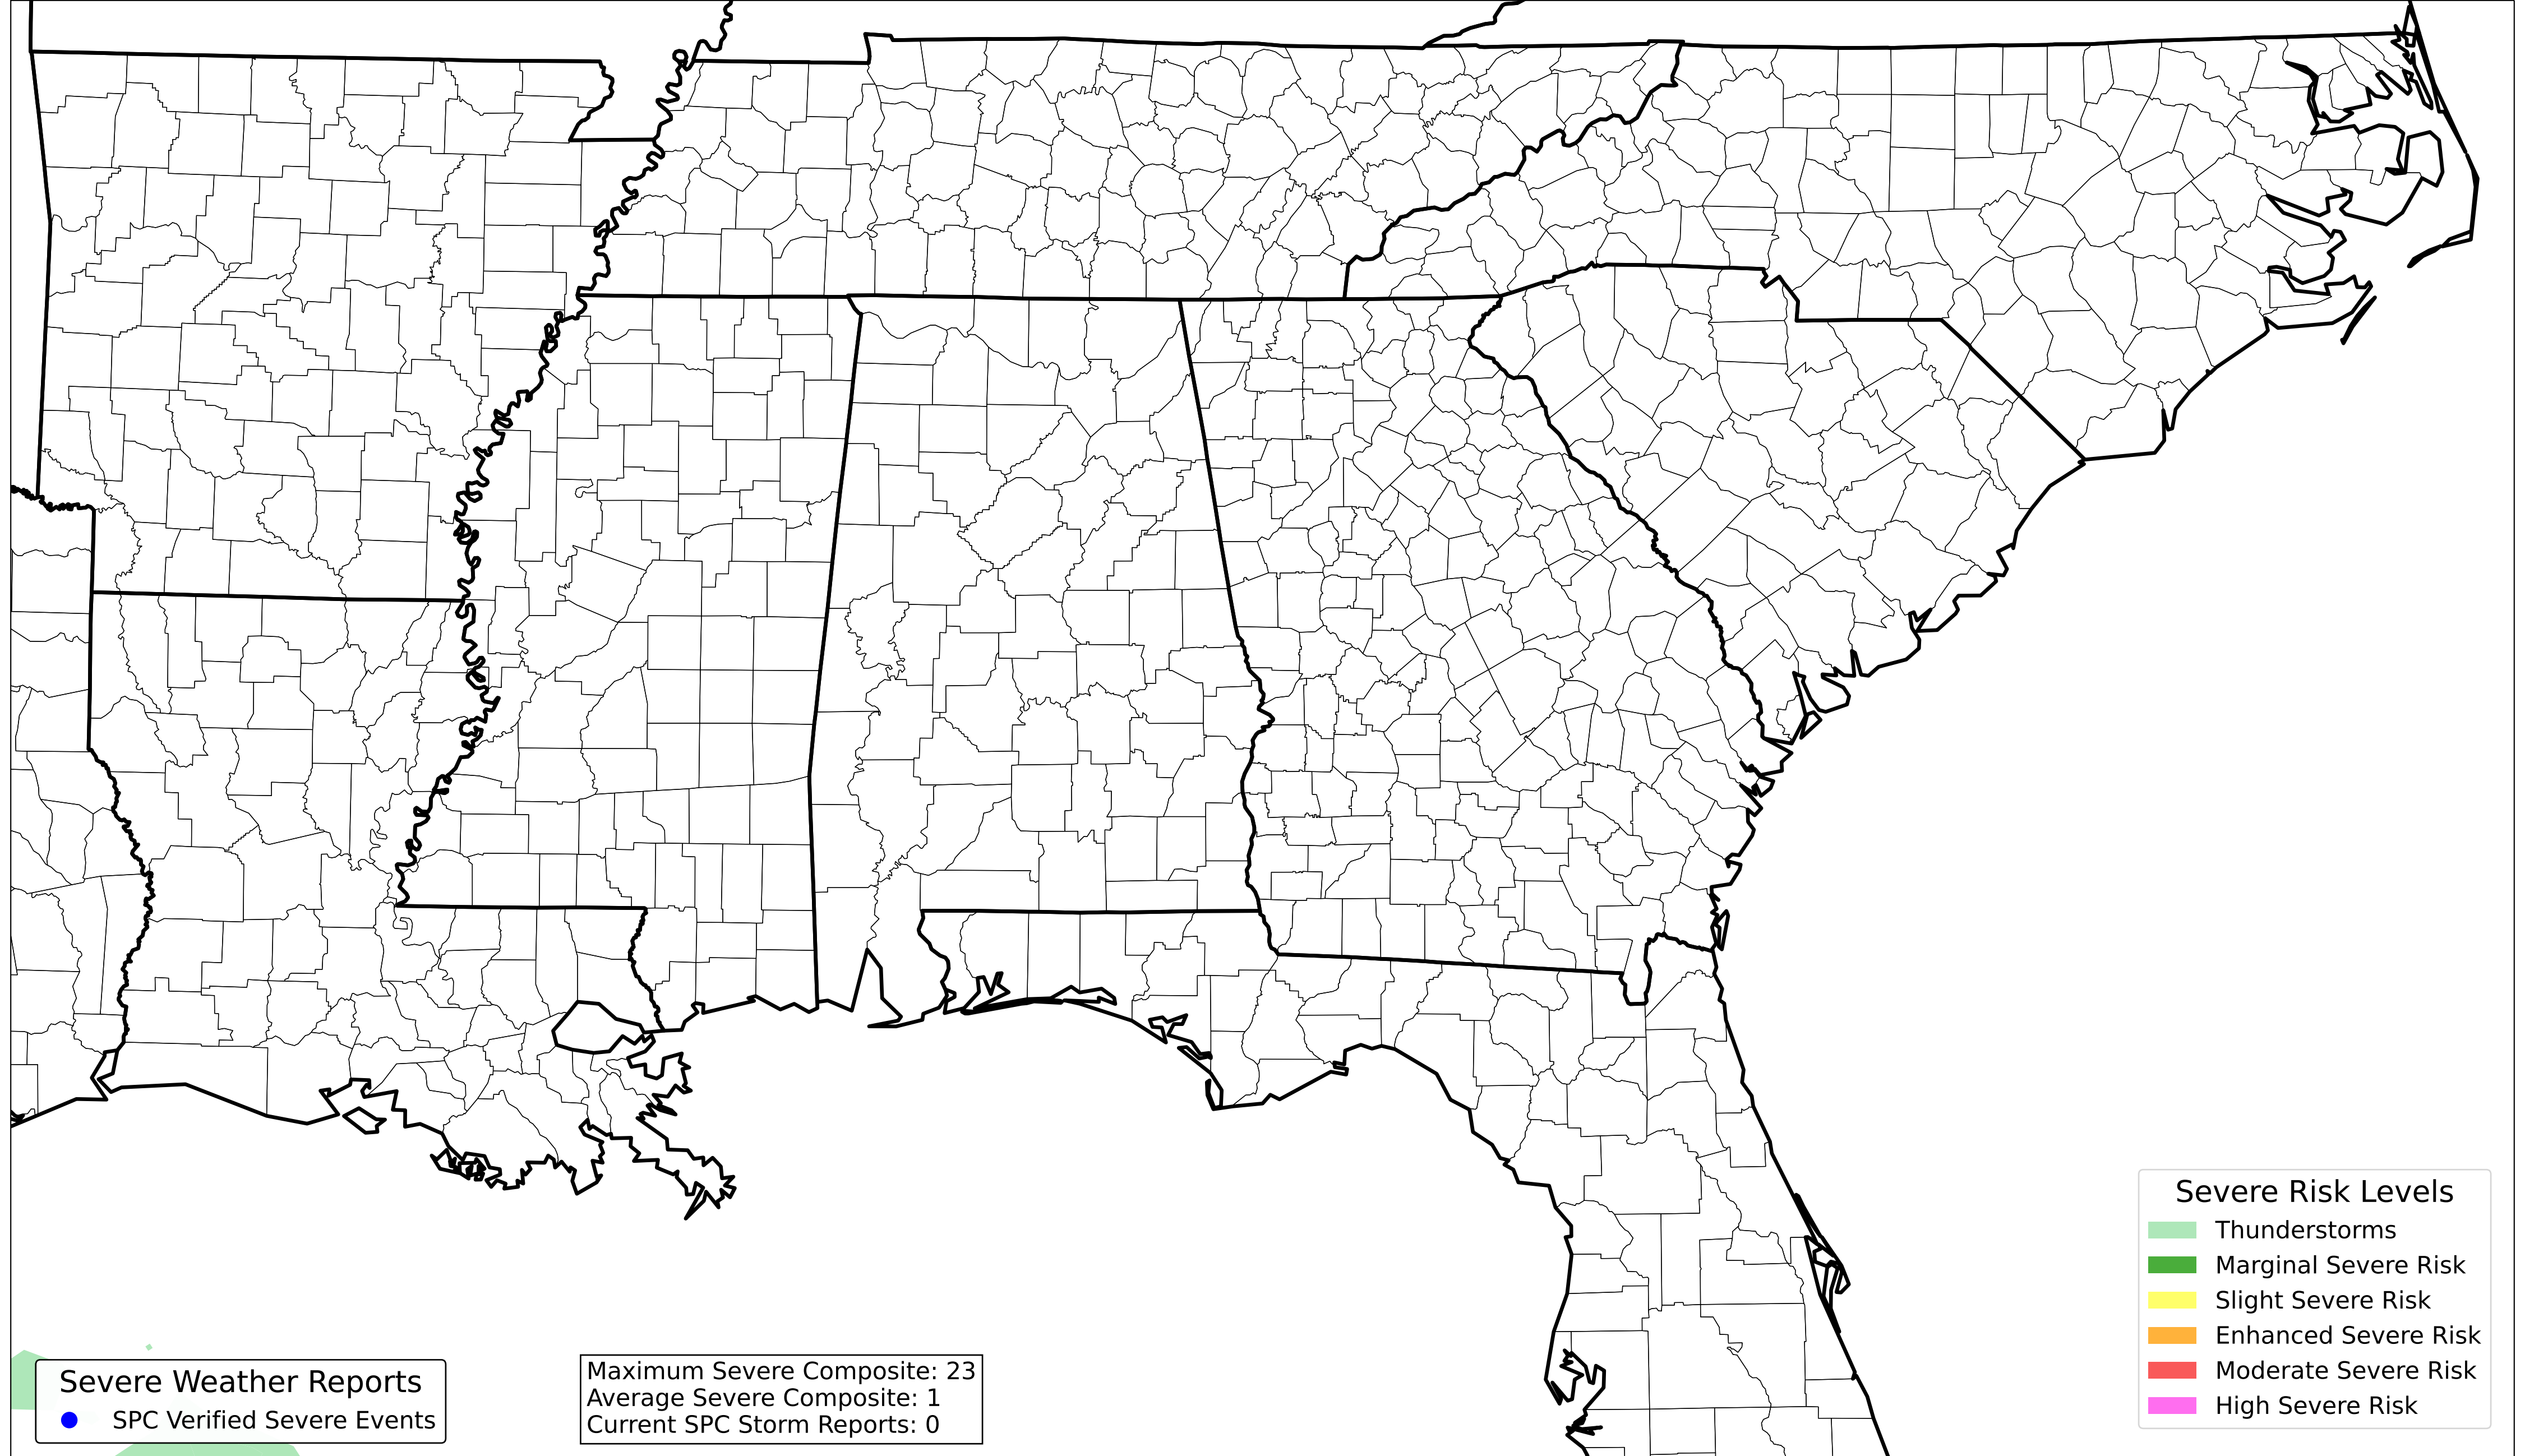 Severe Risk Levels
Thunderstorms
Marginal Severe Risk
Slight Severe Risk
Enhanced Severe Risk
Moderate Severe Risk
High Severe Risk
Severe Weather Reports
SPC Verified Severe Events
Maximum Severe Composite: 23
Average Severe Composite: 1
Current SPC Storm Reports: 0